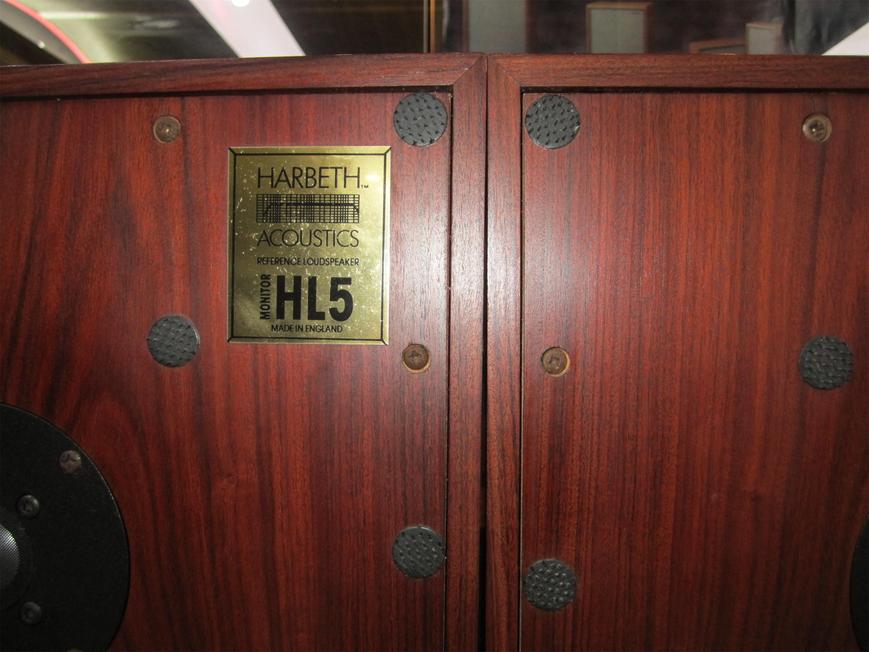 HARBETH™
ACOUSTICS
REFERENCE LOUDSPEAKER
MONITOR
HL5
MADE IN ENGLAND